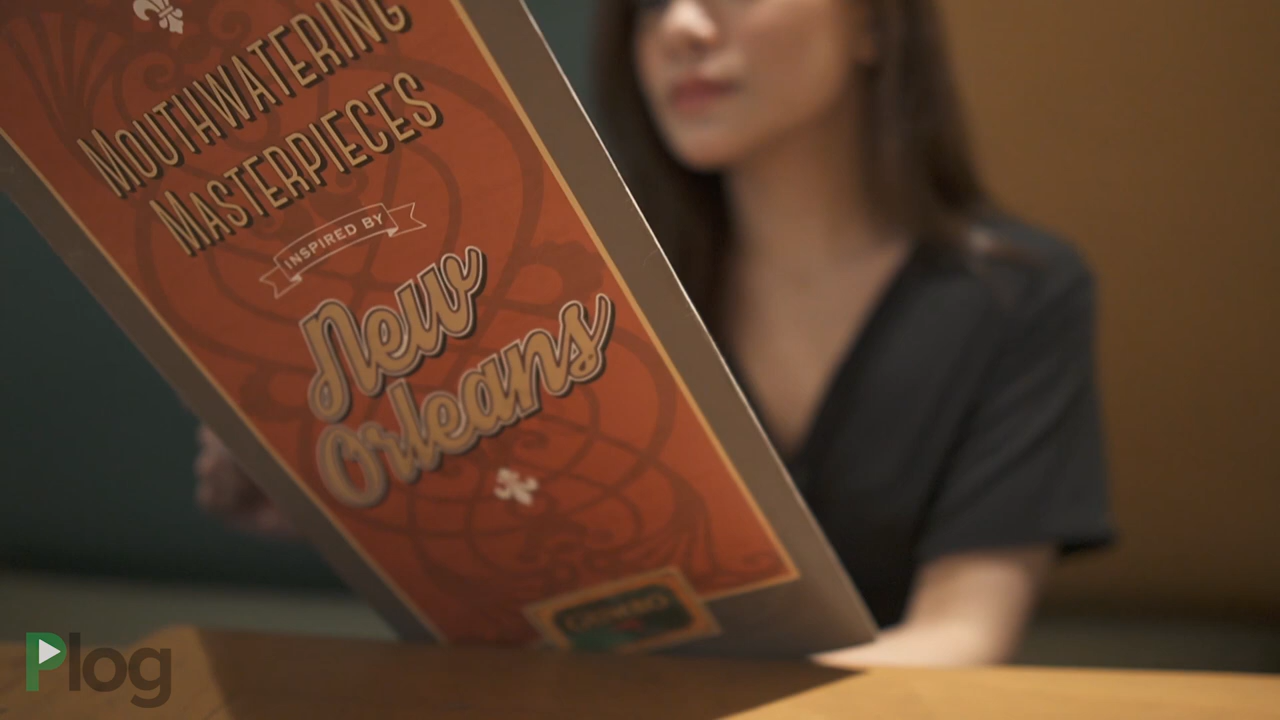 MOUTHWATERING
MASTERPIECES
INSPIRED BY
New
Orleans
Plog